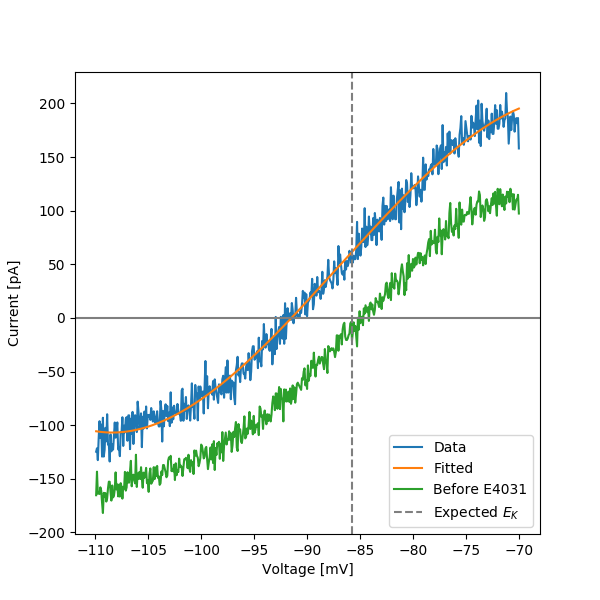 200
150
100
50
0
−50
−100
−150
−200
Current [pA]
Data
Fitted
Before E4031
Expected $E_K$
−110 −105 −100 −95 −90 −85 −80 −75 −70
Voltage [mV]